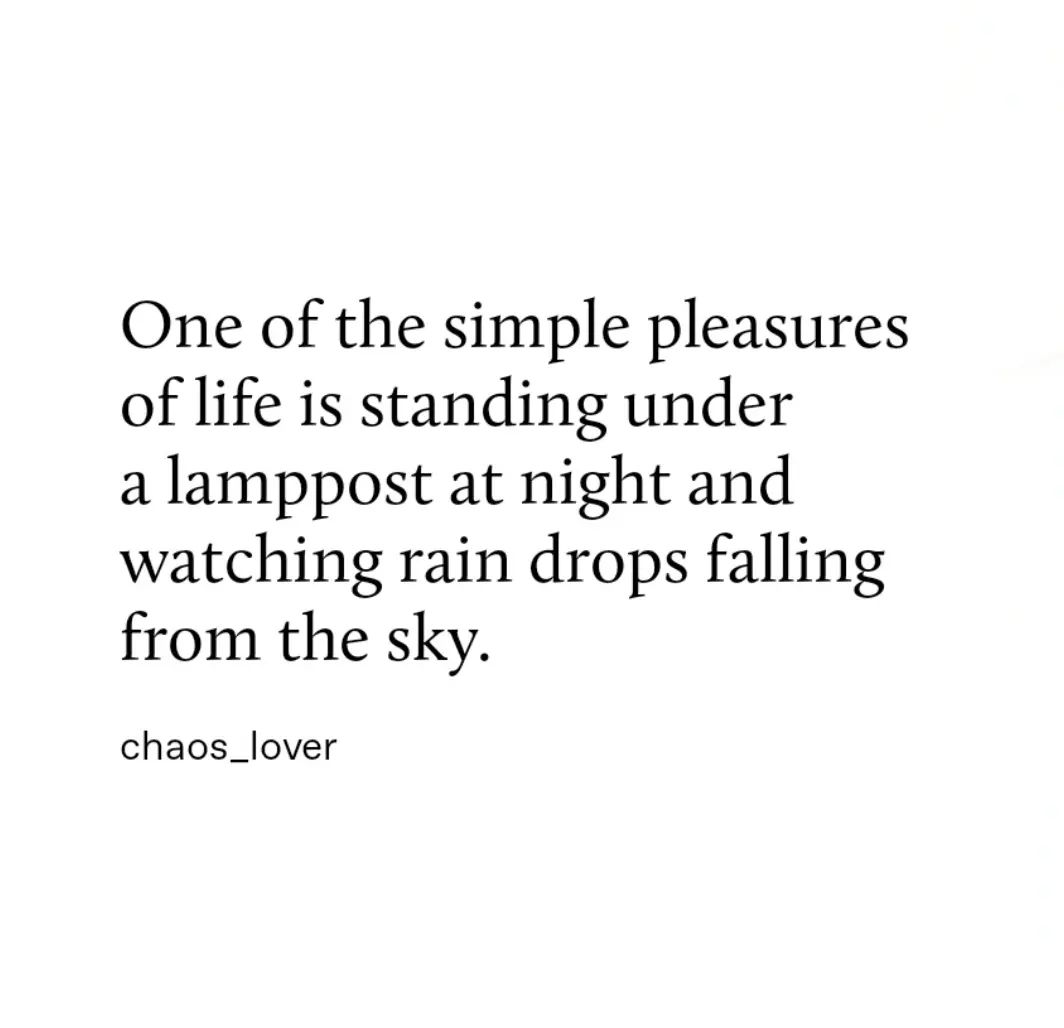 One of the simple pleasures
of life is standing under
a lamppost at night and
watching rain drops falling
from the sky.
chaos_lover